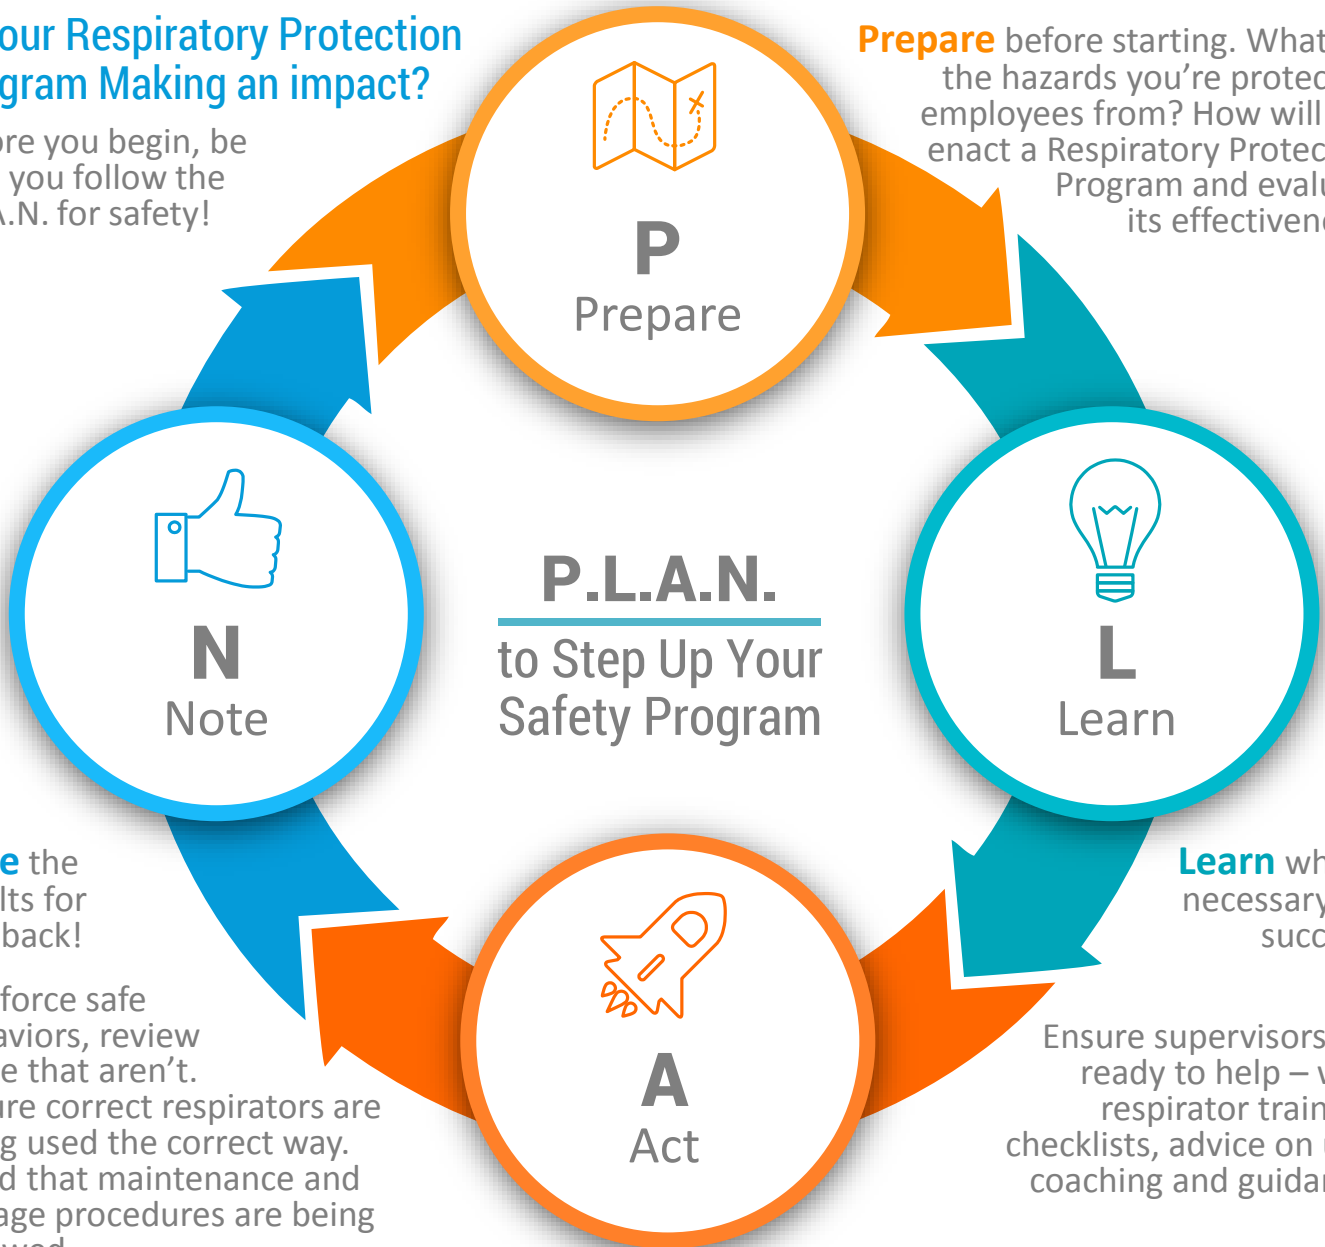 our Respiratory Protection
gram Making an impact?
ore you begin, be
you follow the
A.N. for safety!
Prepare before starting. What
the hazards you're protec
employees from? How will
enact a Respiratory Protec
Program and evalu
its effectiven
P
Prepare
N
Note
P.L.A.N.
to Step Up Your
Safety Program
L
Learn
e the
lts for
back!
force safe
aviors, review
e that aren't.
ure correct respirators are
g used the correct way.
d that maintenance and
age procedures are being
A
Act
Learn wh
necessary
succ
Ensure supervisors
ready to help – w
respirator train
checklists, advice on u
coaching and guidan